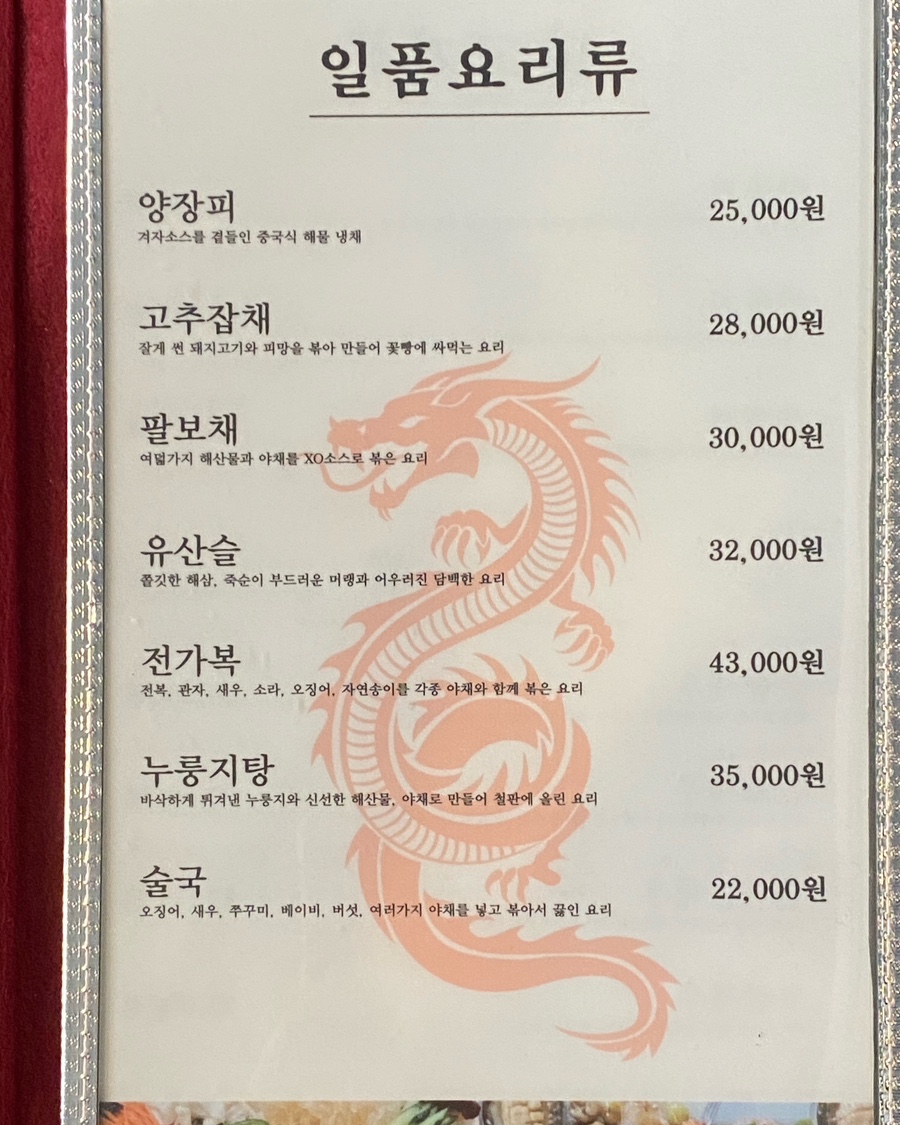 일품요리류
양장피 25,000원
겨자소스를 곁들인 중국식 해물 냉채
고추잡채 28,000원
잘게 썬 돼지고기와 피망을 볶아 만들어 꽃빵에 싸먹는 요리
팔보채 30,000원
여덟가지 해산물과 야채를 XO소스로 볶은 요리
유산슬 32,000원
쫄깃한 해삼, 죽순이 부드러운 머랭과 어우러진 담백한 요리
전가복 43,000원
전복, 관자, 새우, 소라, 오징어, 자연송이를 각종 야채와 함께 볶은 요리
누룽지탕 35,000원
바삭하게 튀겨낸 누룽지와 신선한 해산물, 야채로 만들어 철판에 올린 요리
술국 22,000원
오징어, 새우, 쭈꾸미, 베이비, 버섯, 여러가지 야채를 넣고 볶아서 끓인 요리